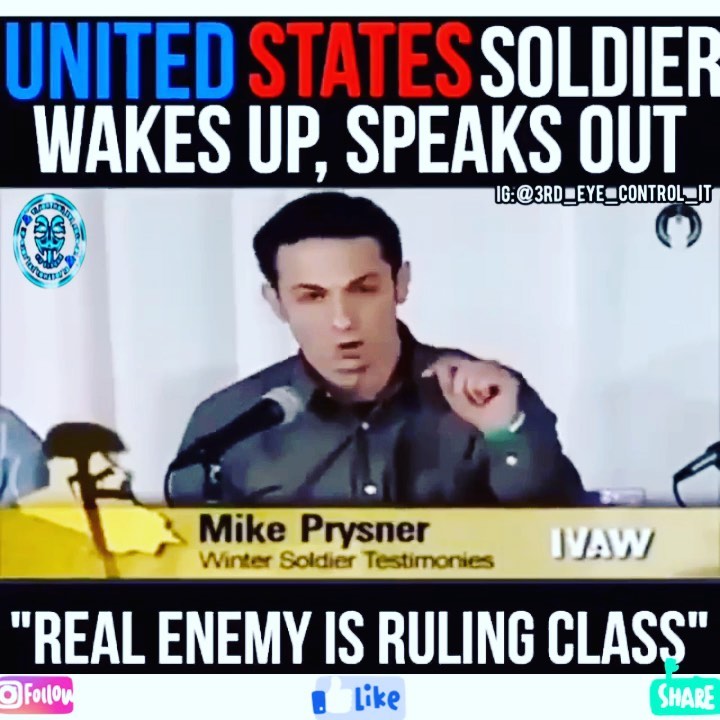 UNITED STATES SOLDIER
WAKES UP, SPEAKS OUT
IG:@3RD_EYE_CONTROL_IT
Mike Prysner
Winter Soldier Testimonies
IVAW
"REAL ENEMY IS RULING CLASS"
Follow
Like
SHARE